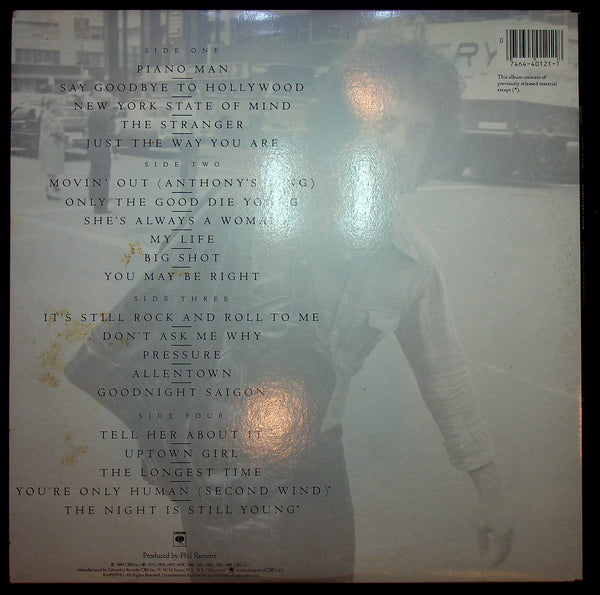 SIDE ONE
PIANO MAN
SAY GOODBYE TO HOLLYWOOD
NEW YORK STATE OF MIND
THE STRANGER
JUST THE WAY YOU ARE
SIDE TWO
MOVIN' OUT (ANTHONY'S SONG)
ONLY THE GOOD DIE YOUNG
SHE'S ALWAYS A WOMAN
MY LIFE
BIG SHOT
YOU MAY BE RIGHT
SIDE THREE
IT'S STILL ROCK AND ROLL TO ME
DON'T ASK ME WHY
PRESSURE
ALLENTOWN
GOODNIGHT SAIGON
SIDE FOUR
TELL HER ABOUT IT
UPTOWN GIRL
THE LONGEST TIME
YOU'RE ONLY HUMAN (SECOND WIND)*
THE NIGHT IS STILL YOUNG*
Produced by Phil Ramone
0 7464-40121-1
This album consists of
previously released material
except (*).